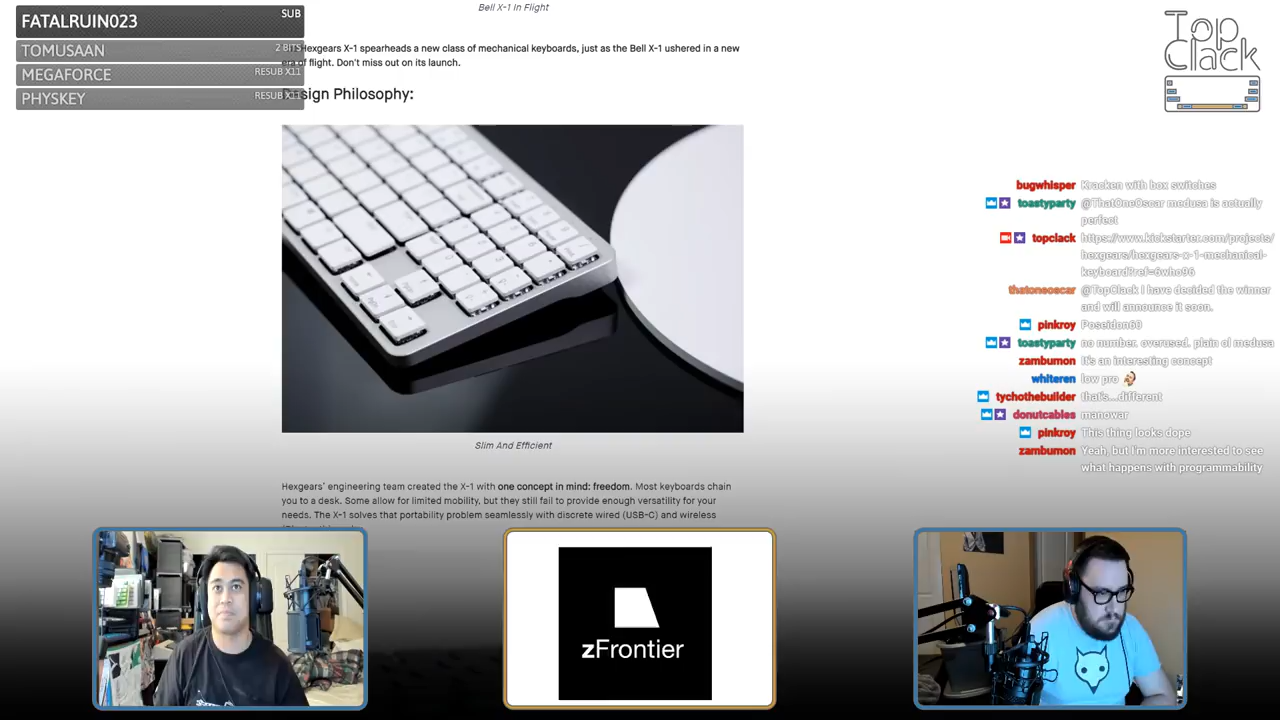 Bell X-1 In Flight
FATALRUIN023 SUB
TOMUSAAN 2 BITS
MEGAFORCE RESUB X11
PHYSKEY RESUB X11
Hexgears X-1 spearheads a new class of mechanical keyboards, just as the Bell X-1 ushered in a new
era of flight. Don't miss out on its launch.
Design Philosophy:
Slim And Efficient
Hexgears' engineering team created the X-1 with one concept in mind: freedom. Most keyboards chain
you to a desk. Some allow for limited mobility, but they still fail to provide enough versatility for your
needs. The X-1 solves that portability problem seamlessly with discrete wired (USB-C) and wireless
Top
Clack
bugwhisper Kracken with box switches
toastyparty @ThatOneOscar medusa is actually
perfect
topclack https://www.kickstarter.com/projects/
hexgears/hexgears-x-1-mechanical-
keyboard?ref=6who96
thatoneoscar @TopClack I have decided the winner
and will announce it soon.
pinkroy Poseidon60
toastyparty no number. overused. plain ol medusa
zambumon It's an interesting concept
whiteren low pro
tychothebuilder that's...different
donutcables manowar
pinkroy This thing looks dope
zambumon Yeah, but I'm more interested to see
what happens with programmability
zFrontier